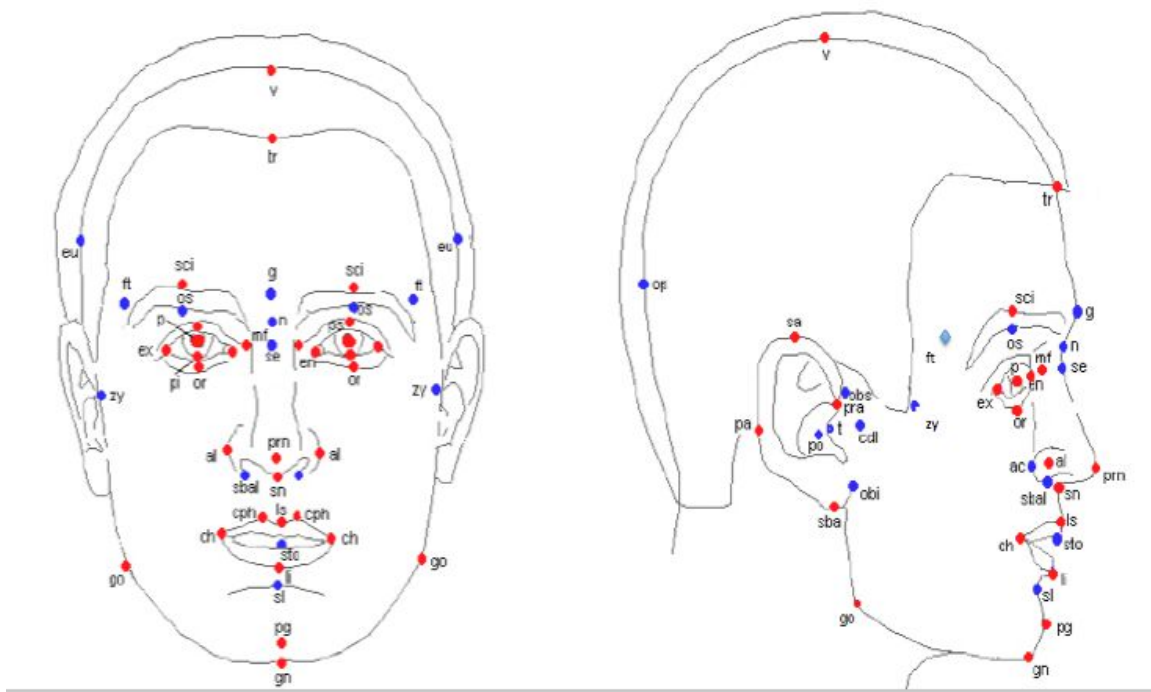 v
tr
eu
eu
sci
g
sci
ft
ft
os
os
p
n
ps
mf
ex
se
en
pi
or
or
zy
zy
prn
al
al
sbal
sn
cph
ls
cph
ch
ch
sto
go
go
li
sl
pg
gn
v
tr
op
sci
g
sa
os
n
ft
mf
p
se
en
obs
ex
pra
or
pa
t
zy
po
cdl
al
ac
prn
obi
sbal
sn
sba
ls
ch
sto
li
sl
go
pg
gn